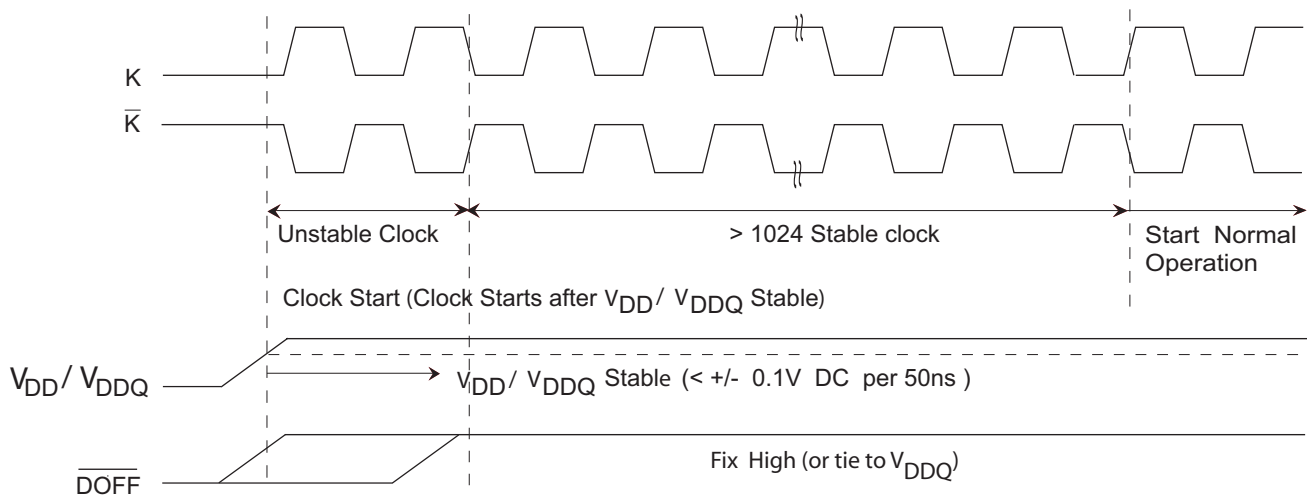 K
K̅
Unstable Clock
> 1024 Stable clock
Start Normal
Operation
Clock Start (Clock Starts after VDD / VDDQ Stable)
VDD / VDDQ
VDD / VDDQ Stable (< +/- 0.1V DC per 50ns )
D̅O̅F̅F̅
Fix High (or tie to VDDQ)